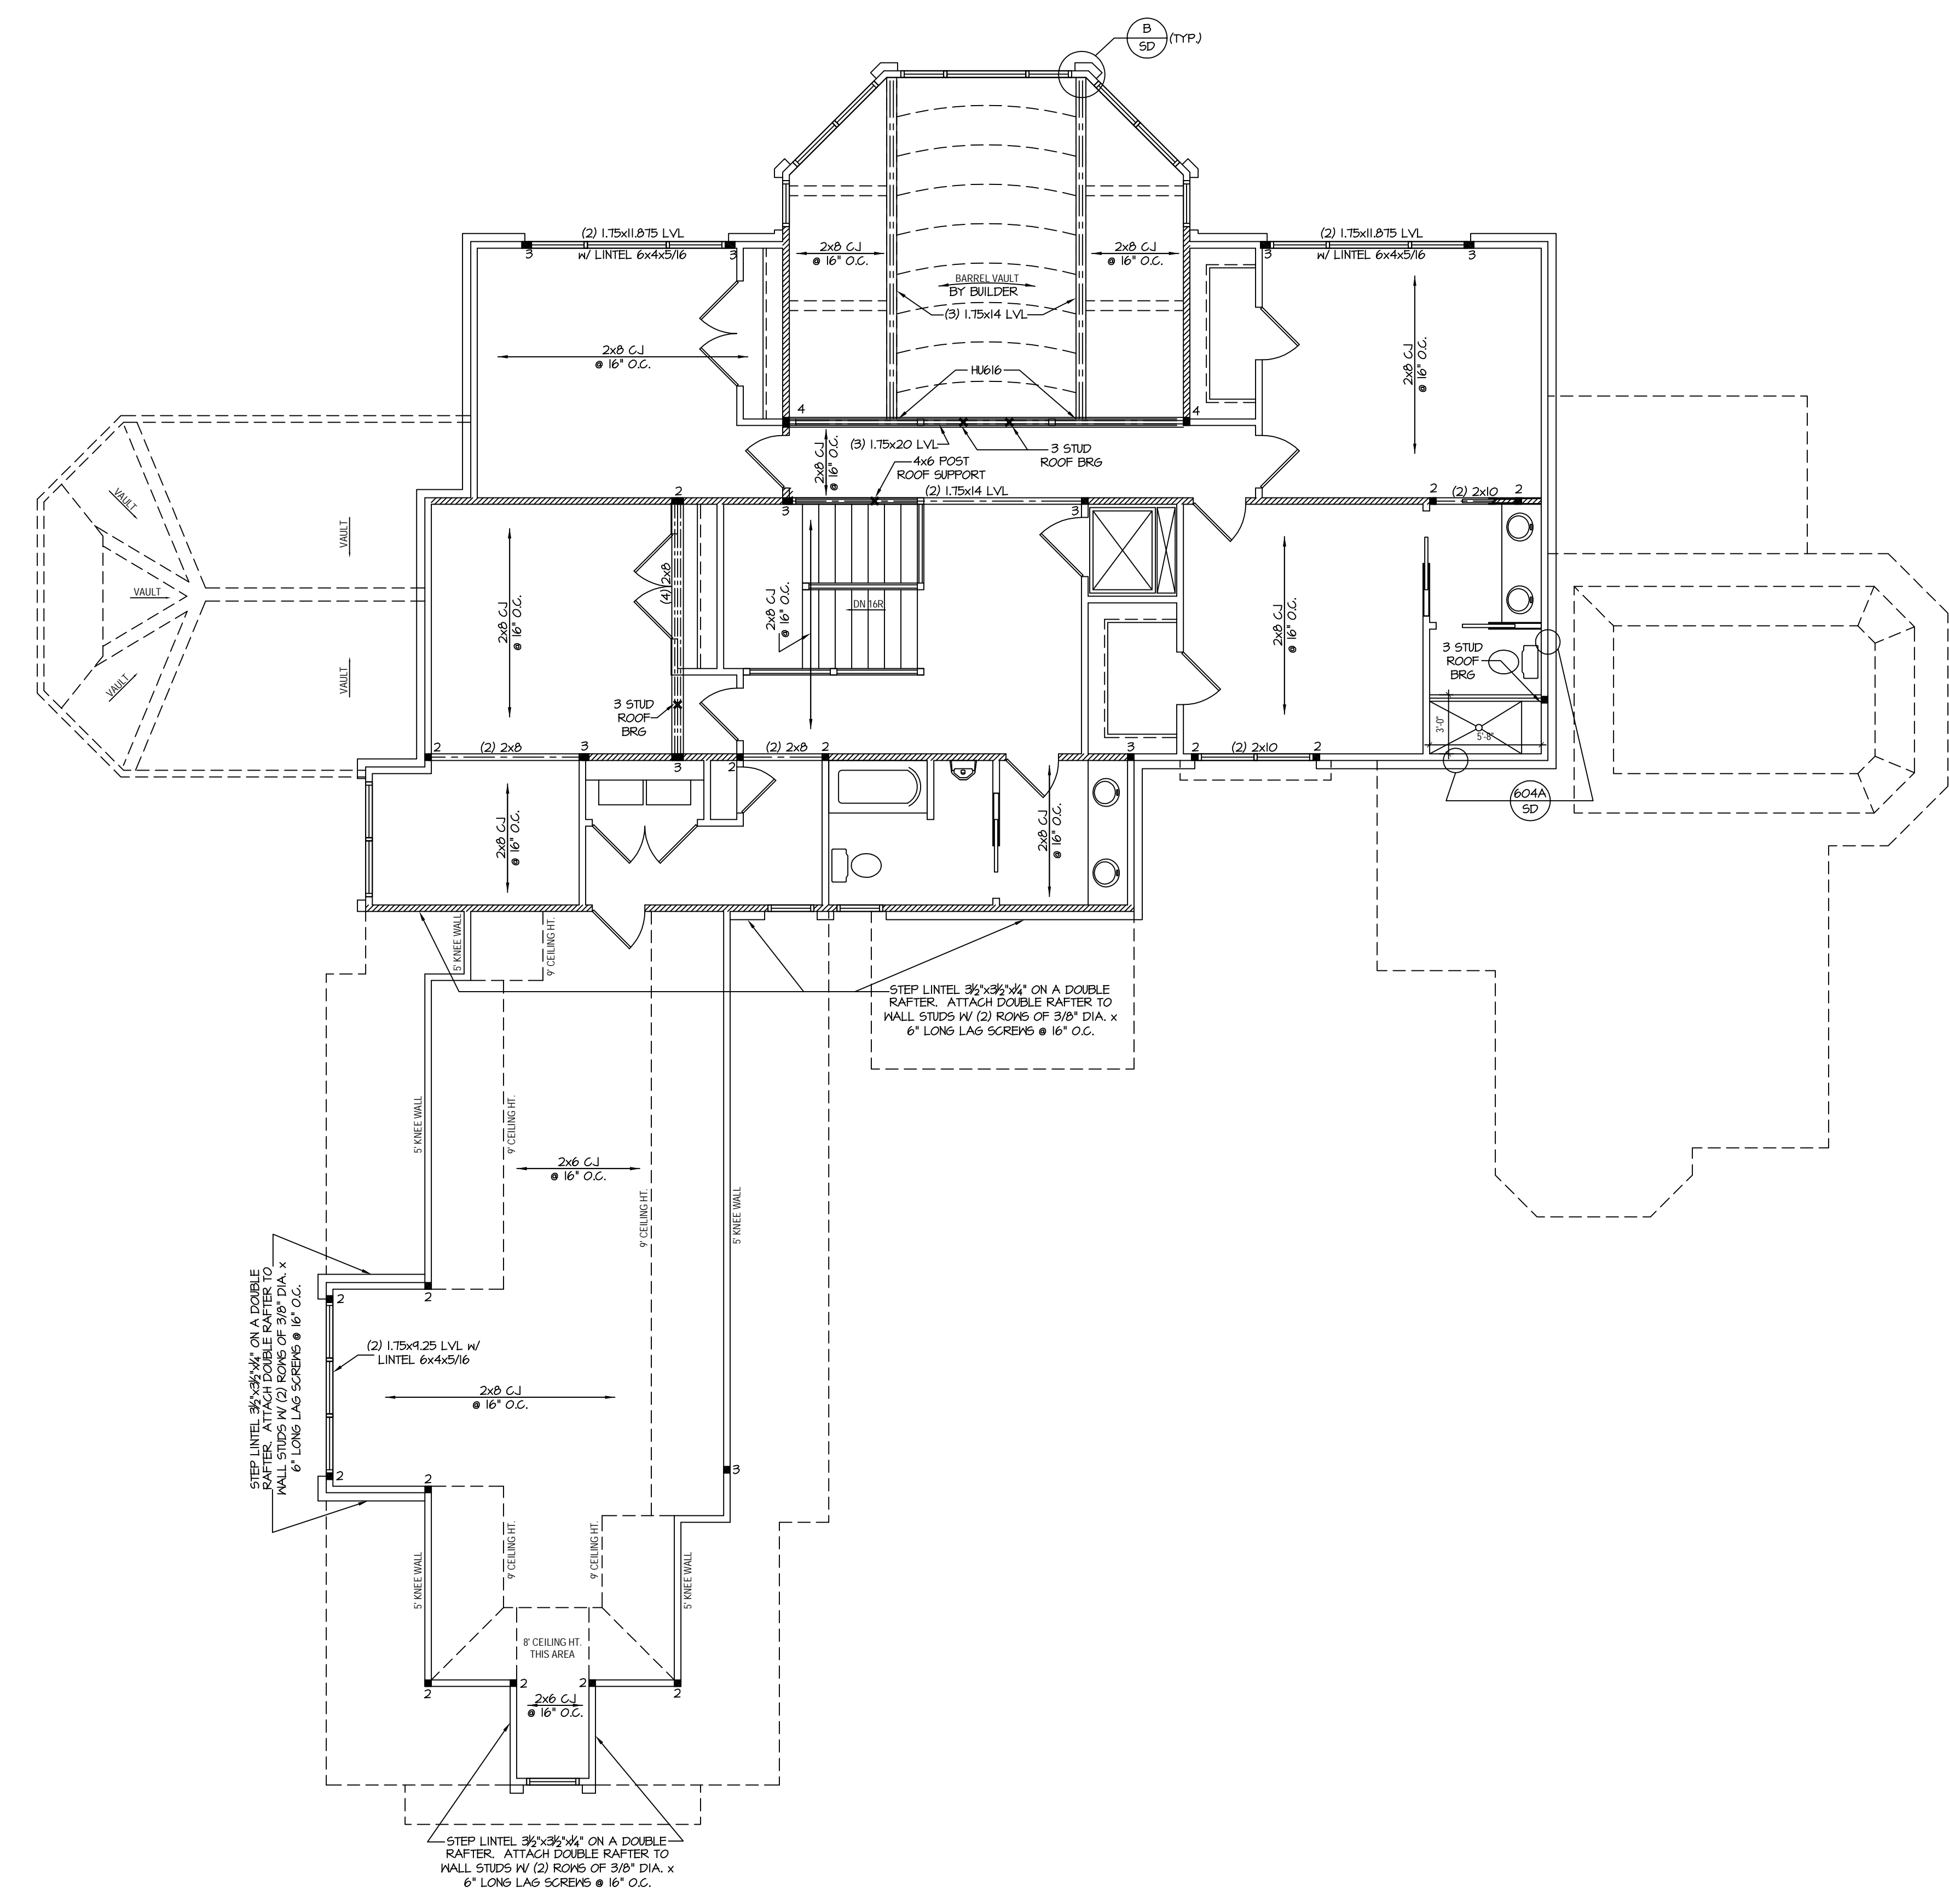 B
SD
(TYP.)
(2) 1.75x11.875 LVL
W/ LINTEL 6x4x5/16
3
3
(2) 1.75x11.875 LVL
W/ LINTEL 6x4x5/16
3
3
2x8 CJ
@ 16" O.C.
2x8 CJ
@ 16" O.C.
BARREL VAULT
BY BUILDER
(3) 1.75x14 LVL
2x8 CJ
@ 16" O.C.
2x8 CJ
@ 16" O.C.
HU616
4
4
(3) 1.75x20 LVL
3 STUD
ROOF BRG
2x8 CJ
@ 16" O.C.
4x6 POST
ROOF SUPPORT
(2) 1.75x14 LVL
2
3
3
2
(2) 2x10
2
VAULT
VAULT
VAULT
VAULT
VAULT
2x8 CJ
@ 16" O.C.
(4) 2x8
2x8 CJ
@ 16" O.C.
DN 16R
2x8 CJ
@ 16" O.C.
3 STUD
ROOF
BRG
3 STUD
ROOF
BRG
3'-0"
5'-8"
2
(2) 2x8
3
3
2
(2) 2x8
2
3
2
(2) 2x10
2
604A
SD
2x8 CJ
@ 16" O.C.
2x8 CJ
@ 16" O.C.
5' KNEE WALL
9' CEILING HT.
STEP LINTEL 3½"x3½"x¼" ON A DOUBLE
RAFTER. ATTACH DOUBLE RAFTER TO
WALL STUDS W/ (2) ROWS OF 3/8" DIA. x
6" LONG LAG SCREWS @ 16" O.C.
5' KNEE WALL
9' CEILING HT.
2x6 CJ
@ 16" O.C.
9' CEILING HT.
5' KNEE WALL
STEP LINTEL 3½"x3½"x¼" ON A DOUBLE
RAFTER. ATTACH DOUBLE RAFTER TO
WALL STUDS W/ (2) ROWS OF 3/8" DIA. x
6" LONG LAG SCREWS @ 16" O.C.
2
2
(2) 1.75x9.25 LVL W/
LINTEL 6x4x5/16
2x8 CJ
@ 16" O.C.
2
2
3
5' KNEE WALL
9' CEILING HT.
9' CEILING HT.
5' KNEE WALL
8' CEILING HT.
THIS AREA
2
2
2
2
2x6 CJ
@ 16" O.C.
STEP LINTEL 3½"x3½"x¼" ON A DOUBLE
RAFTER. ATTACH DOUBLE RAFTER TO
WALL STUDS W/ (2) ROWS OF 3/8" DIA. x
6" LONG LAG SCREWS @ 16" O.C.